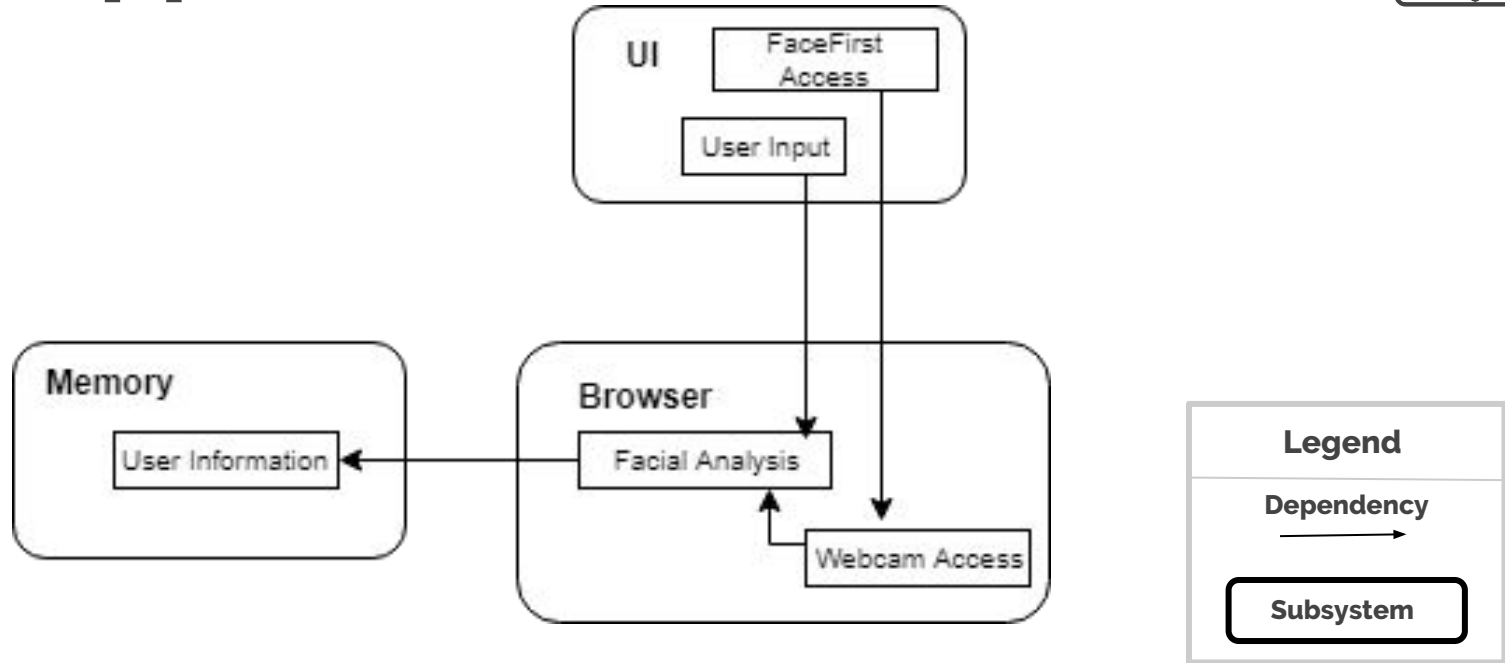 UI
FaceFirst
Access
User Input
Memory
User Information
Browser
Facial Analysis
Webcam Access
Legend
Dependency
Subsystem